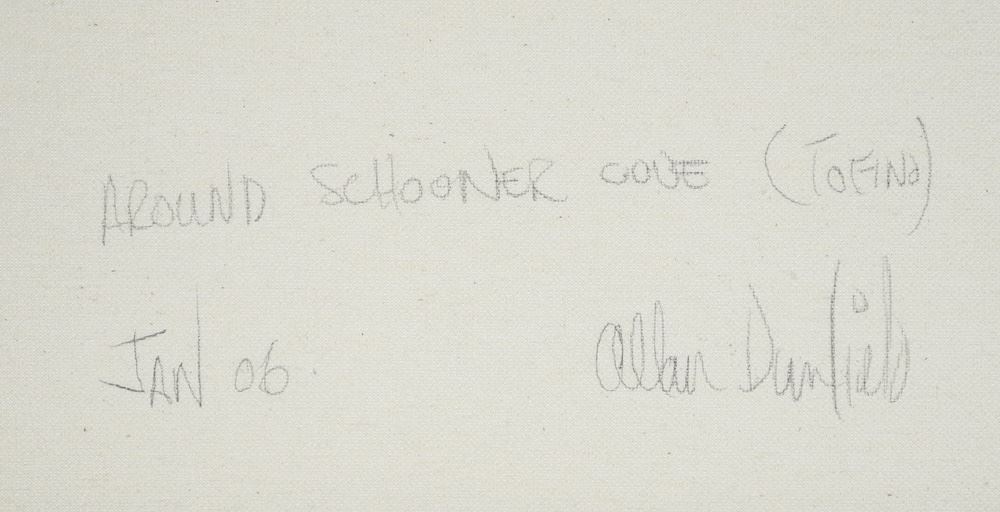 AROUND SCHOONER COVE (TOFINO)
JAN 06 Allan Dunfield